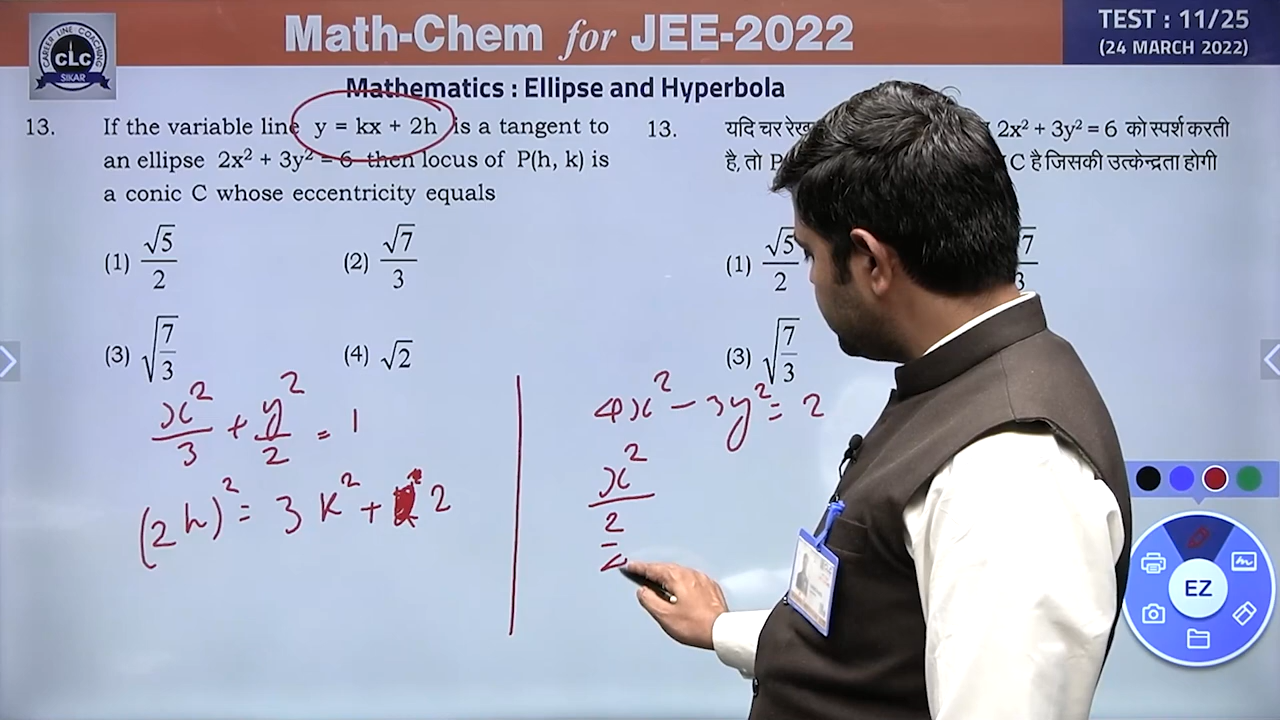 CAREER LINE COACHING
CLC
SIKAR
Math-Chem for JEE-2022
TEST : 11/25
(24 MARCH 2022)
Mathematics : Ellipse and Hyperbola
13. If the variable line y = kx + 2h is a tangent to
an ellipse 2x² + 3y² = 6 then locus of P(h, k) is
a conic C whose eccentricity equals
(1) √5/2 (2) √7/3
(3) √(7/3) (4) √2
x²/3 + y²/2 = 1
(2h)² = 3k² + 2
13. यदि चर रेख 2x² + 3y² = 6 को स्पर्श करती
है, तो P C है जिसकी उत्केन्द्रता होगी
(1) √5/2 7/3
(3) √(7/3)
4x² - 3y² = 2
x²
2
4
EZ